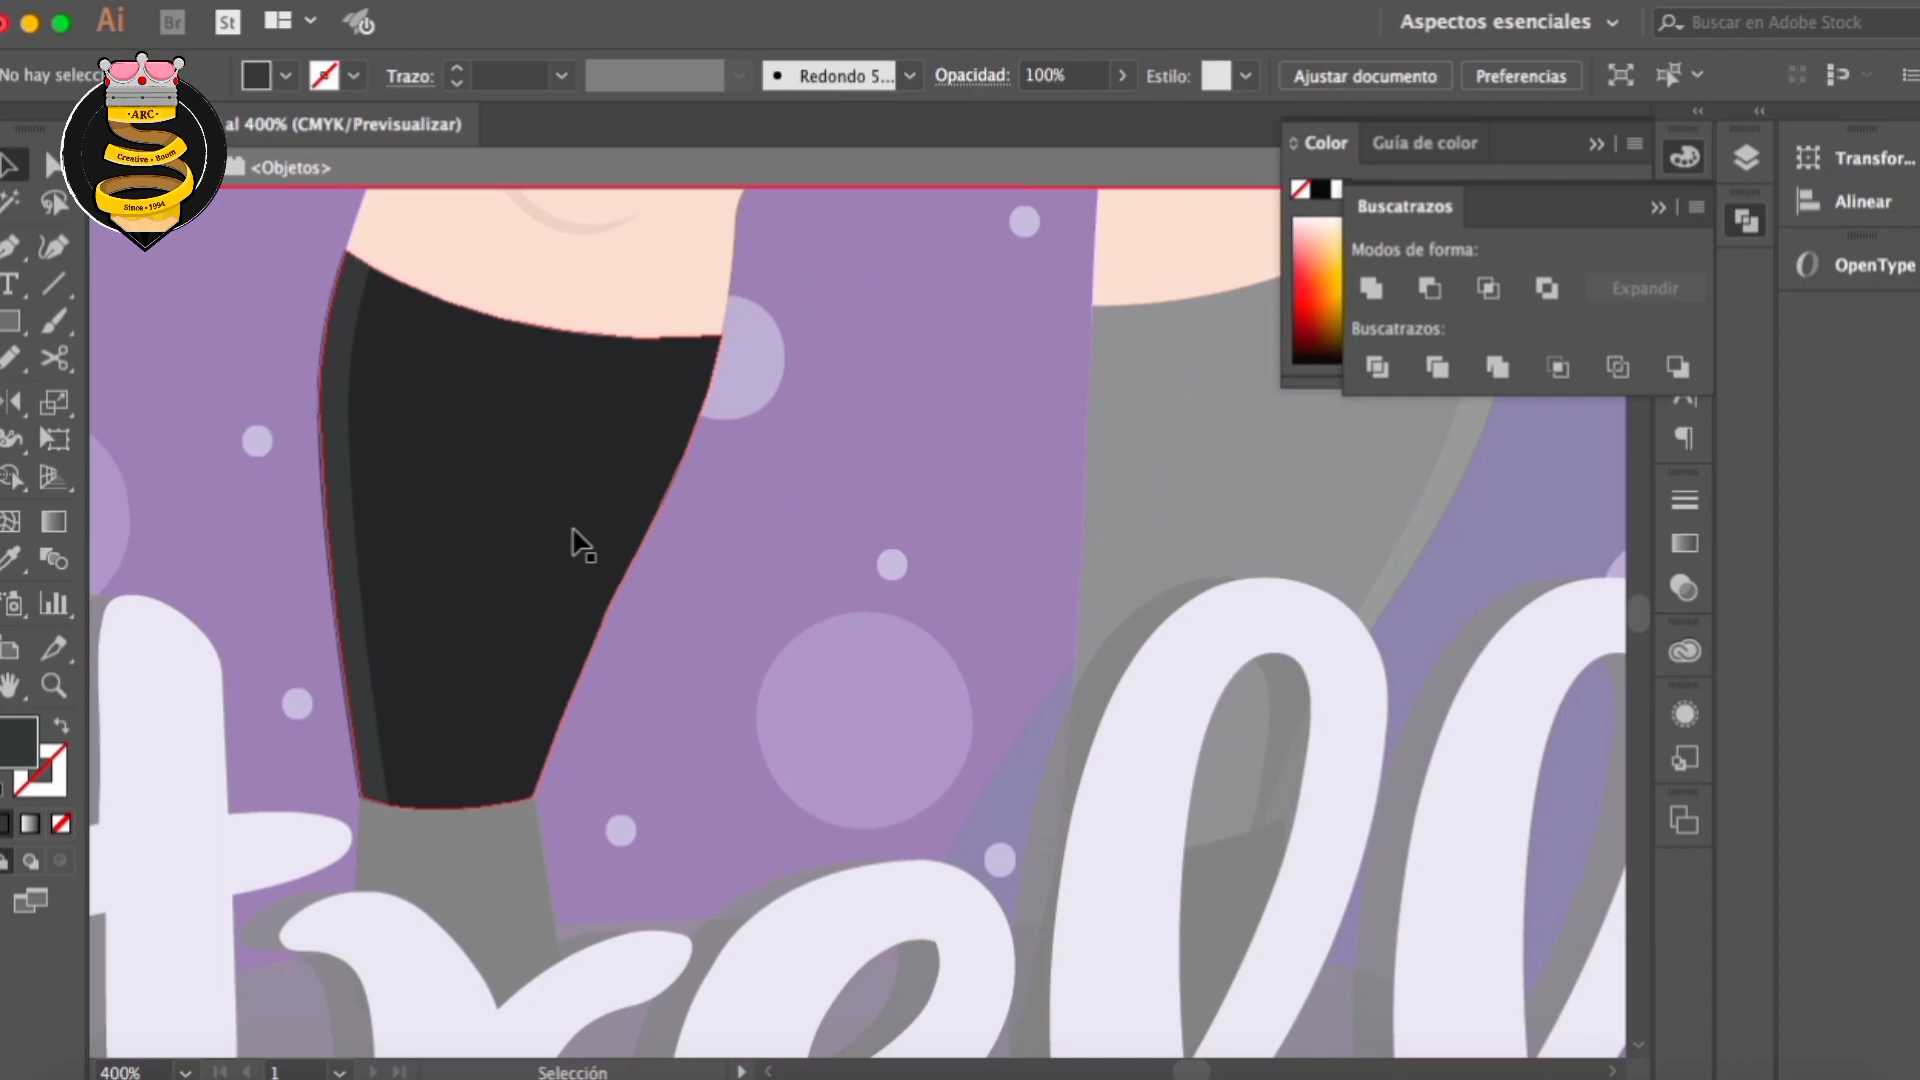 Ai
Br
St
Aspectos esenciales
Buscar en Adobe Stock
No hay selecc
Trazo:
Redondo 5...
Opacidad:
100%
Estilo:
Ajustar documento
Preferencias
·ARC·
Creative · Boom
Since · 1994
al 400% (CMYK/Previsualizar)
<Objetos>
Color
Guía de color
Transfor...
Alinear
OpenType
Buscatrazos
Modos de forma:
Expandir
Buscatrazos:
trell
400%
1
Selección